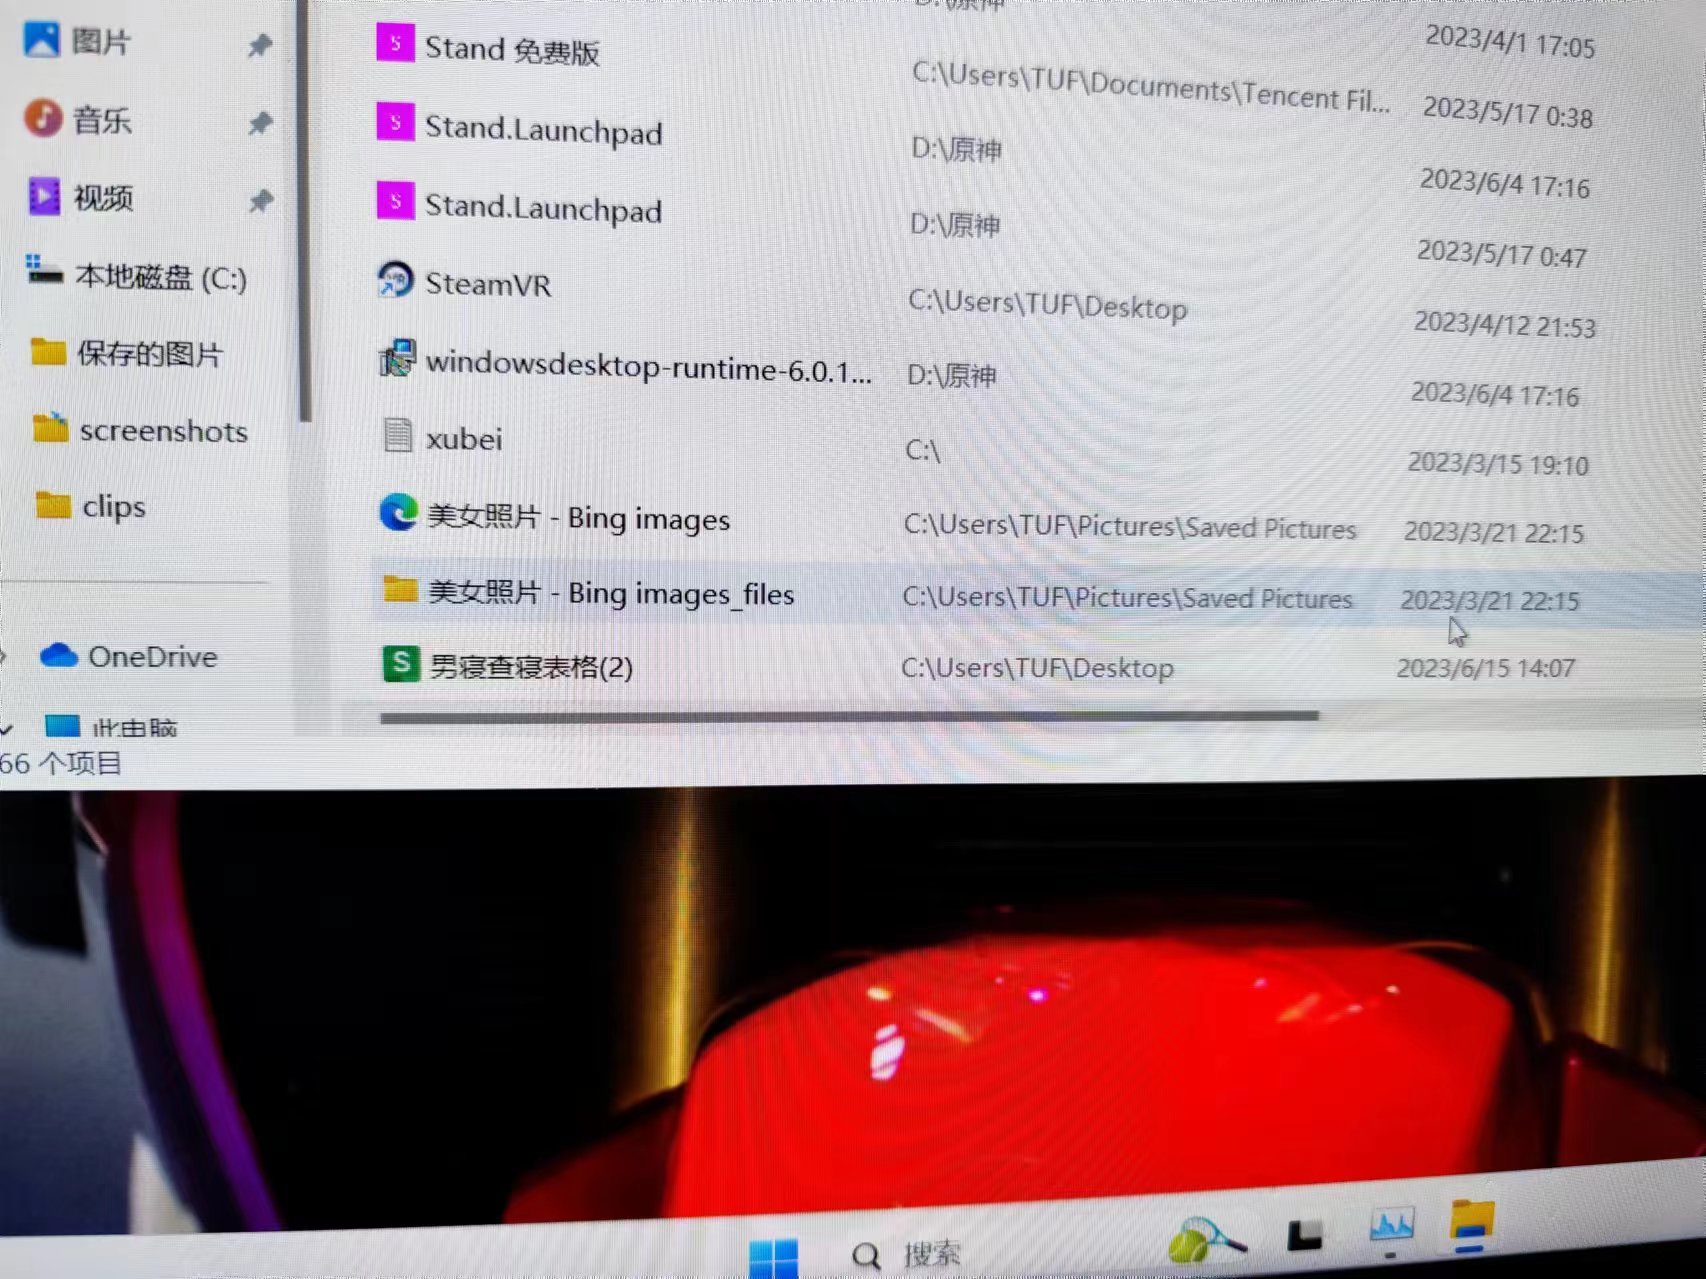 图片
音乐
视频
本地磁盘 (C:)
保存的图片
screenshots
clips
OneDrive
此电脑
66 个项目
D:\原神
2023/4/1 17:05
Stand 免费版
C:\Users\TUF\Documents\Tencent Fil...
2023/5/17 0:38
Stand.Launchpad
D:\原神
2023/6/4 17:16
Stand.Launchpad
D:\原神
2023/5/17 0:47
SteamVR
C:\Users\TUF\Desktop
2023/4/12 21:53
windowsdesktop-runtime-6.0.1...
D:\原神
2023/6/4 17:16
xubei
C:\
2023/3/15 19:10
美女照片 - Bing images
C:\Users\TUF\Pictures\Saved Pictures
2023/3/21 22:15
美女照片 - Bing images_files
C:\Users\TUF\Pictures\Saved Pictures
2023/3/21 22:15
男寝查寝表格(2)
C:\Users\TUF\Desktop
2023/6/15 14:07
搜索